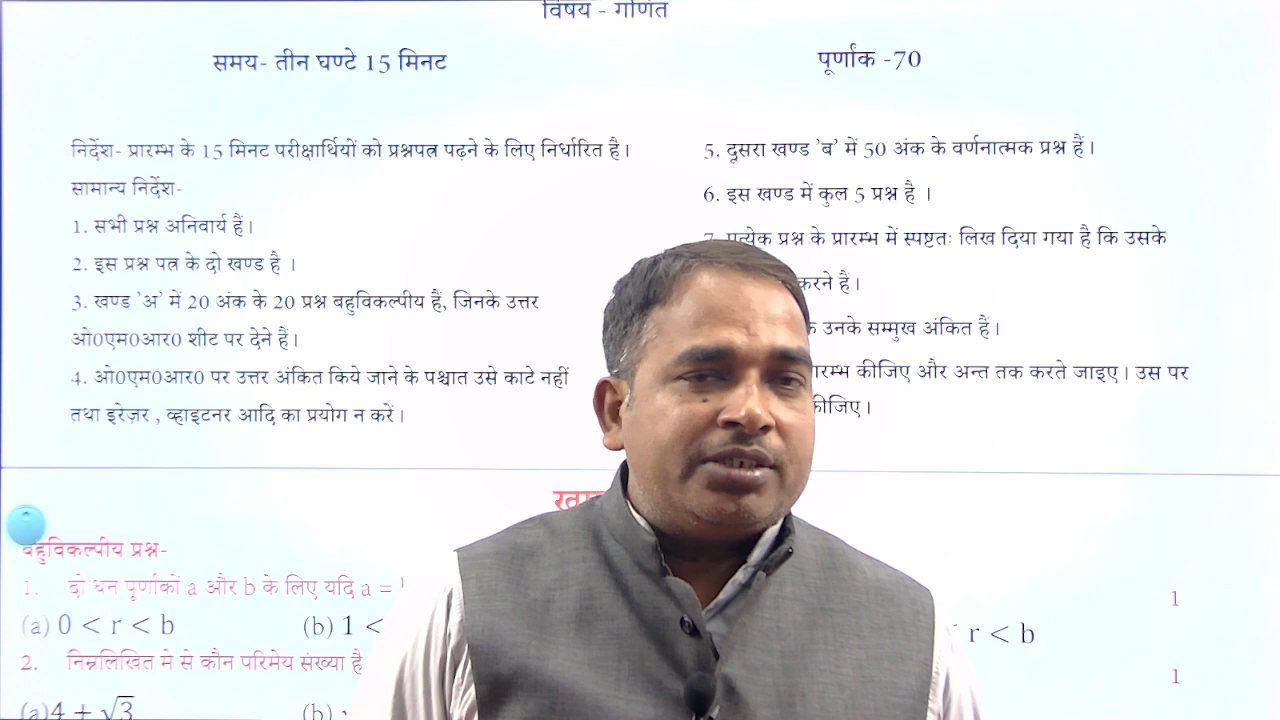 विषय - गणित
समय- तीन घण्टे 15 मिनट
पूर्णांक -70
निर्देश- प्रारम्भ के 15 मिनट परीक्षार्थियों को प्रश्नपत्र पढ़ने के लिए निर्धारित है।
सामान्य निर्देश-
1. सभी प्रश्न अनिवार्य हैं।
2. इस प्रश्न पत्र के दो खण्ड है ।
3. खण्ड 'अ' में 20 अंक के 20 प्रश्न बहुविकल्पीय हैं, जिनके उत्तर
ओ0एम0आर0 शीट पर देने हैं।
4. ओ0एम0आर0 पर उत्तर अंकित किये जाने के पश्चात उसे काटे नहीं
तथा इरेज़र , व्हाइटनर आदि का प्रयोग न करें।
5. दूसरा खण्ड 'ब' में 50 अंक के वर्णनात्मक प्रश्न हैं।
6. इस खण्ड में कुल 5 प्रश्न है ।
7. प्रत्येक प्रश्न के प्रारम्भ में स्पष्टतः लिख दिया गया है कि उसके
करने हैं।
उनके सम्मुख अंकित हैं।
कीजिए और अन्त तक करते जाइए। उस पर
बहुविकल्पीय प्रश्न-
1. दो धन पूर्णाकों a और b के लिए यदि a =
1
(a) 0 < r < b
(b) 1 <
r < b
2. निम्नलिखित मे से कौन परिमेय संख्या है
1
(a)4 + √3
(b)